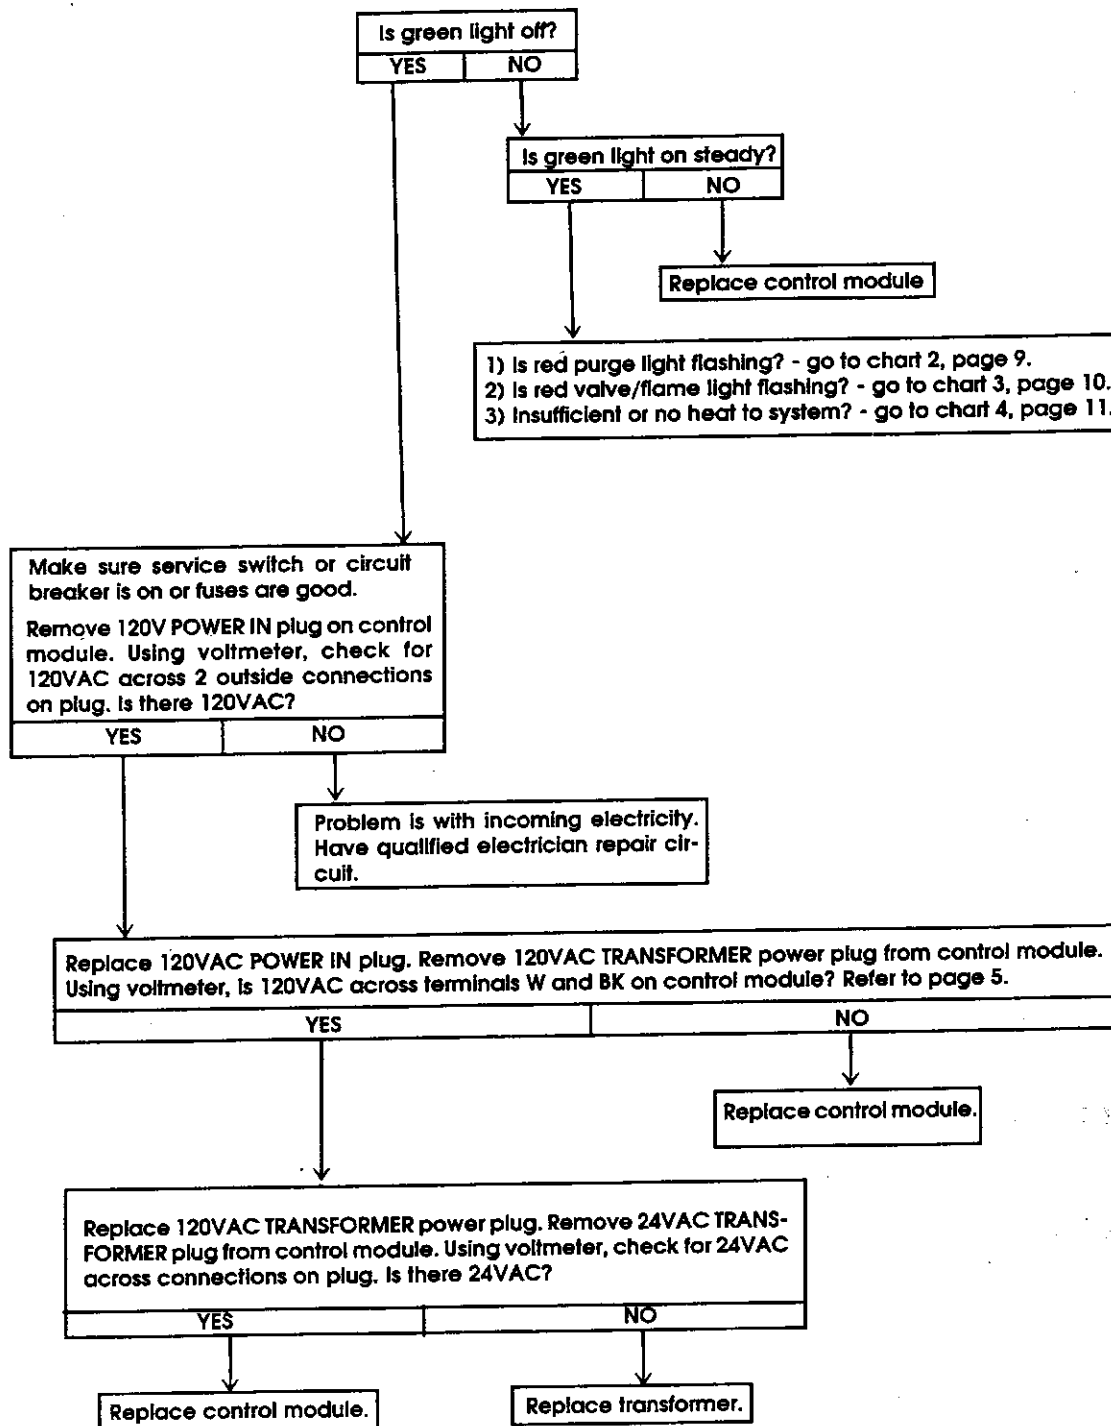 Is green light off?
YES
NO
Is green light on steady?
YES
NO
Replace control module
1) Is red purge light flashing? - go to chart 2, page 9.
2) Is red valve/flame light flashing? - go to chart 3, page 10.
3) Insufficient or no heat to system? - go to chart 4, page 11.
Make sure service switch or circuit
breaker is on or fuses are good.
Remove 120V POWER IN plug on control
module. Using voltmeter, check for
120VAC across 2 outside connections
on plug. Is there 120VAC?
YES
NO
Problem is with incoming electricity.
Have qualified electrician repair cir-
cuit.
Replace 120VAC POWER IN plug. Remove 120VAC TRANSFORMER power plug from control module.
Using voltmeter, is 120VAC across terminals W and BK on control module? Refer to page 5.
YES
NO
Replace control module.
Replace 120VAC TRANSFORMER power plug. Remove 24VAC TRANS-
FORMER plug from control module. Using voltmeter, check for 24VAC
across connections on plug. Is there 24VAC?
YES
NO
Replace control module.
Replace transformer.